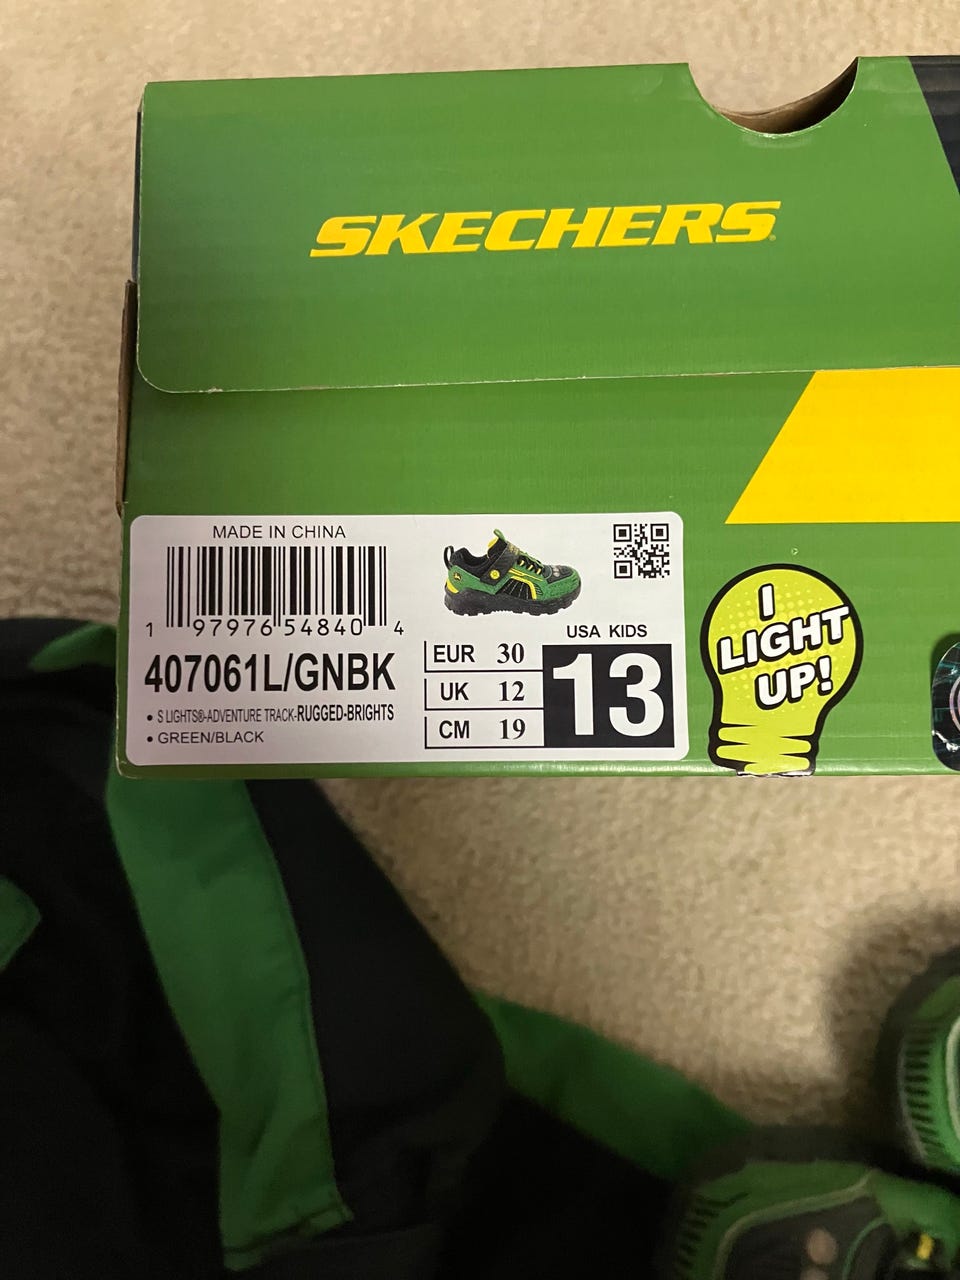 SKECHERS
MADE IN CHINA
1 97976 54840 4
407061L/GNBK
• S LIGHTS®-ADVENTURE TRACK-RUGGED-BRIGHTS
• GREEN/BLACK
USA KIDS
EUR 30
UK 12
CM 19
13
I
LIGHT
UP!